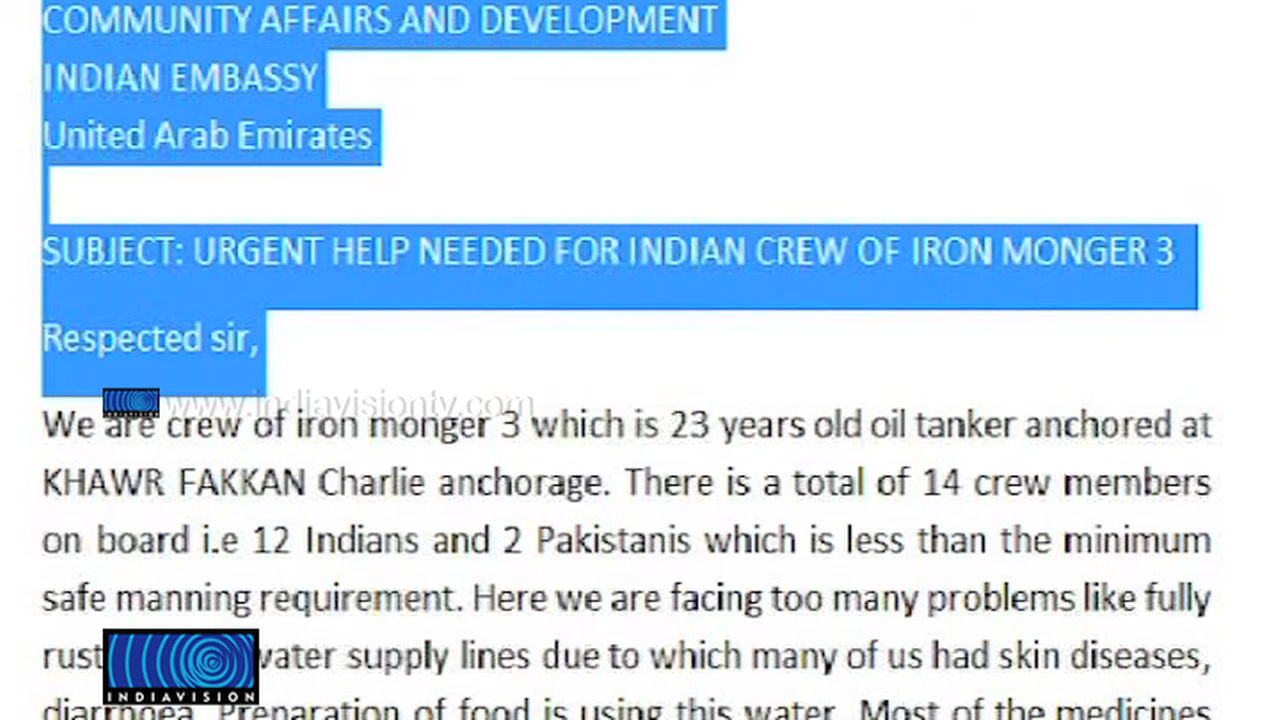 COMMUNITY AFFAIRS AND DEVELOPMENT
INDIAN EMBASSY
United Arab Emirates
SUBJECT: URGENT HELP NEEDED FOR INDIAN CREW OF IRON MONGER 3
Respected sir,
www.indiavisiontv.com
We are crew of iron monger 3 which is 23 years old oil tanker anchored at
KHAWR FAKKAN Charlie anchorage. There is a total of 14 crew members
on board i.e 12 Indians and 2 Pakistanis which is less than the minimum
safe manning requirement. Here we are facing too many problems like fully
rust water supply lines due to which many of us had skin diseases,
INDIAVISION
diarrhoea. Preparation of food is using this water. Most of the medicines